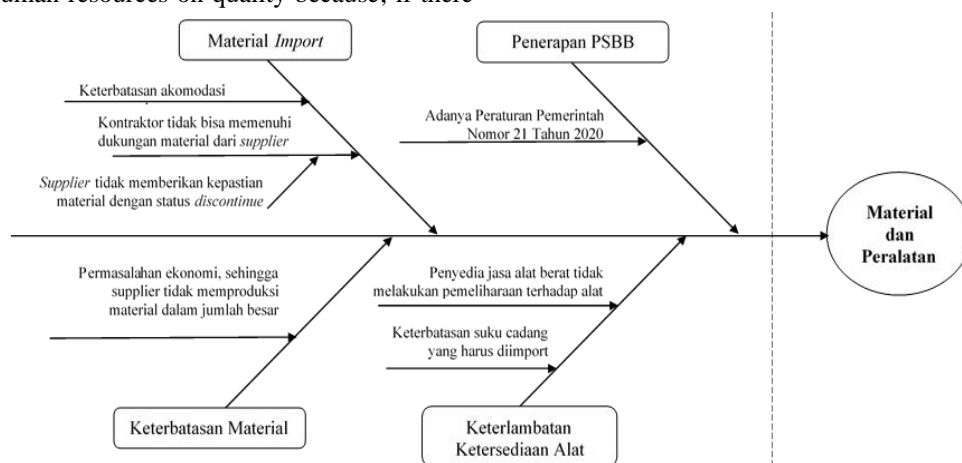 uman resources on quality because, if there
Material Import
Penerapan PSBB
Keterbatasan akomodasi
Kontraktor tidak bisa memenuhi
dukungan material dari supplier
Supplier tidak memberikan kepastian
material dengan status discontinue
Adanya Peraturan Pemerintah
Nomor 21 Tahun 2020
Material
dan
Peralatan
Permasalahan ekonomi, sehingga
supplier tidak memproduksi
material dalam jumlah besar
Penyedia jasa alat berat tidak
melakukan pemeliharaan terhadap alat
Keterbatasan suku cadang
yang harus diimport
Keterbatasan Material
Keterlambatan
Ketersediaan Alat